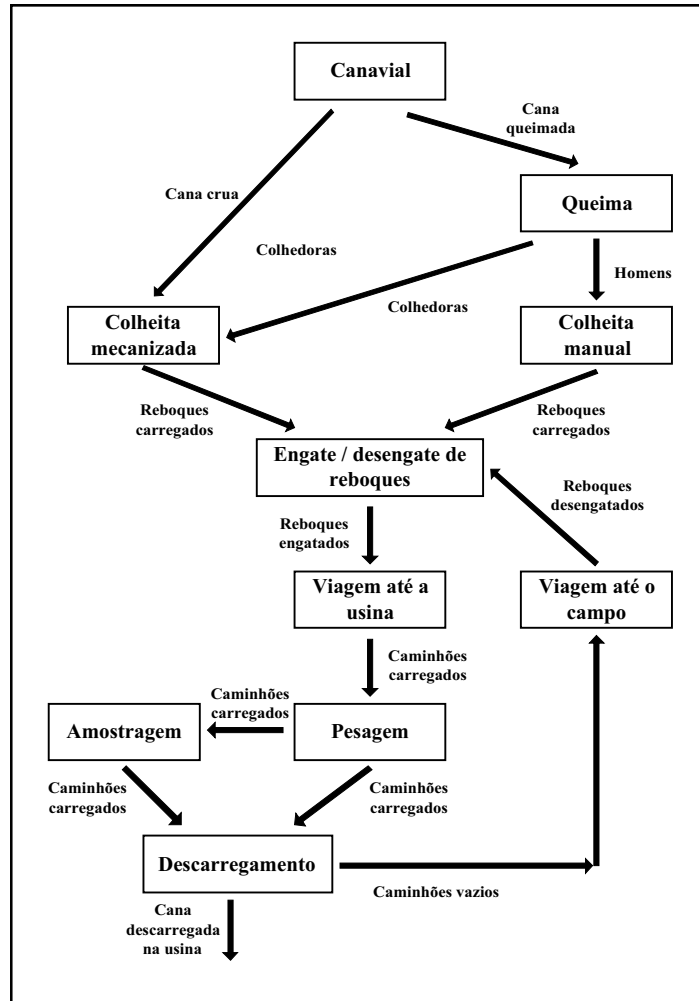 Canavial
Cana
queimada
Cana crua
Queima
Colhedoras
Homens
Colhedoras
Colheita
mecanizada
Colheita
manual
Reboques
carregados
Reboques
carregados
Engate / desengate de
reboques
Reboques
desengatados
Reboques
engatados
Viagem até a
usina
Viagem até o
campo
Caminhões
carregados
Caminhões
carregados
Amostragem
Pesagem
Caminhões
carregados
Caminhões
carregados
Descarregamento
Caminhões vazios
Cana
descarregada
na usina